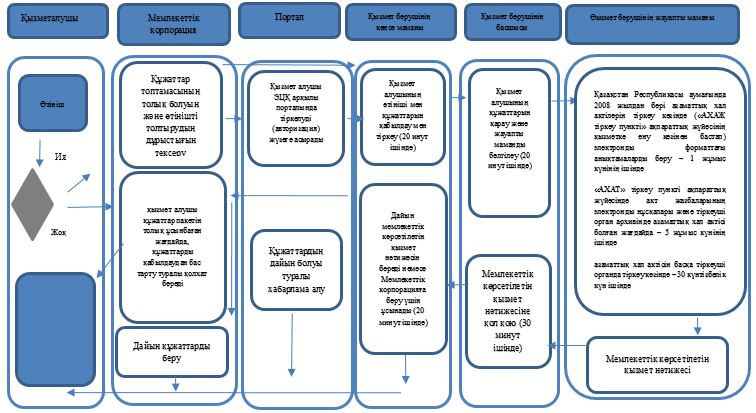 Қызметалушы
Мемлекеттік
корпорация
Портал
Қызмет берушінің
кеңсе маманы
Қызмет берушінің
басшысы
Өызмет берушінің жауапты маманы
Өтініш
Ия
Жоқ
Құжаттар
топтамасының
толық болуын
және өтінішті
толтырудың
дұрыстығын
тексеру
қызмет алушы
құжаттар пакетін
толық ұсынбаған
жағдайда,
құжаттарды
қабылдаудан бас
тарту туралы қолхат
береді
Дайын құжаттарды
беру
Қызмет алушы
ЭЦҚ арқылы
порталында
тіркелуді
(авторизация)
жүзеге асырады
Құжаттардың
дайын болуы
туралы
хабарлама алу
Қызмет
алушының
өтініші мен
құжаттарын
қабылдау мен
тіркеу (20 инут
ішінде)
Дайын
мемлекеттік
көрсетілетін
қызмет
нәтижесін
береді немесе
Мемлекеттік
корпорацияға
беру үшін
ұсынады (20
минут ішінде)
Қызмет
алушының
құжаттарын
қарау және
жауапты
маманды
белгілеу (20
инут ішінде)
Мемлекеттік
көрсетілетін
қызмет
нәтижесіне
қол қою (30
минут
ішінде)
Қазақстан Республикасы аумағында
2008 жылдан бері азаматтық хал
актілерін тіркеу кезінде («АХАЖ
тіркеу пункті» ақпараттық жүйесінің
қызметке ену кезінен бастап)
электронды форматтағы
анықтамаларды беру – 1 жұмыс
күнінің ішінде
«АХАТ» тіркеу пункті ақпараттық
жүйесінде акт жазбаларының
электронды нұсқалары және тіркеуші
орган архивінде азаматтық хал актісі
болған жағдайда – 5 жұмыс күнінің
ішінде
азаматтық хал актісін басқа тіркеуші
органда тіркеу кезінде – 30 күнтізбелік
күн ішінде
Мемлекеттік көрсетілетін
қызмет нәтижесі